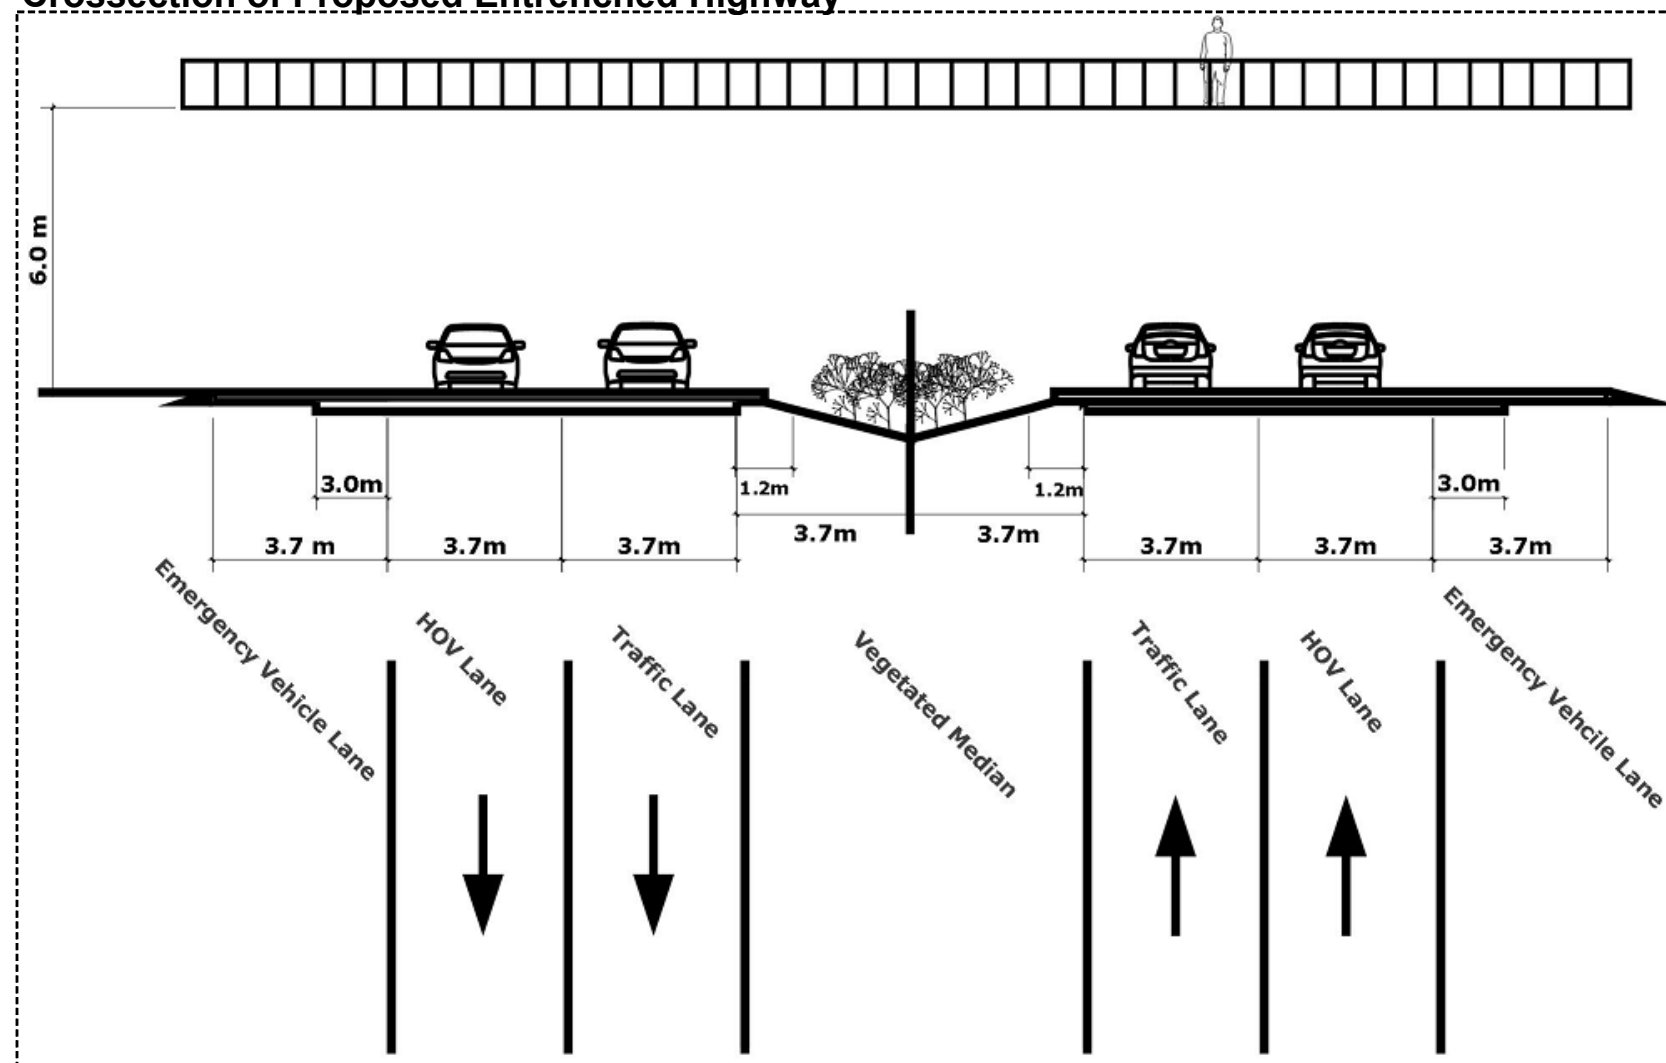 Crossection of Proposed Entrenched Highway
6.0 m
3.0m
1.2m
1.2m
3.0m
3.7 m
3.7m
3.7m
3.7m
3.7m
3.7m
3.7m
3.7m
Emergency Vehicle Lane
HOV Lane
Traffic Lane
Vegetated Median
Traffic Lane
HOV Lane
Emergency Vehcile Lane